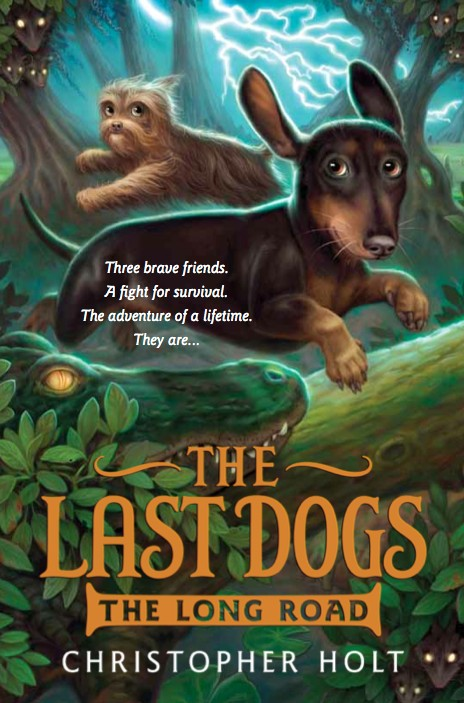 Three brave friends.
A fight for survival.
The adventure of a lifetime.
They are...
THE
LAST DOGS
THE LONG ROAD
CHRISTOPHER HOLT